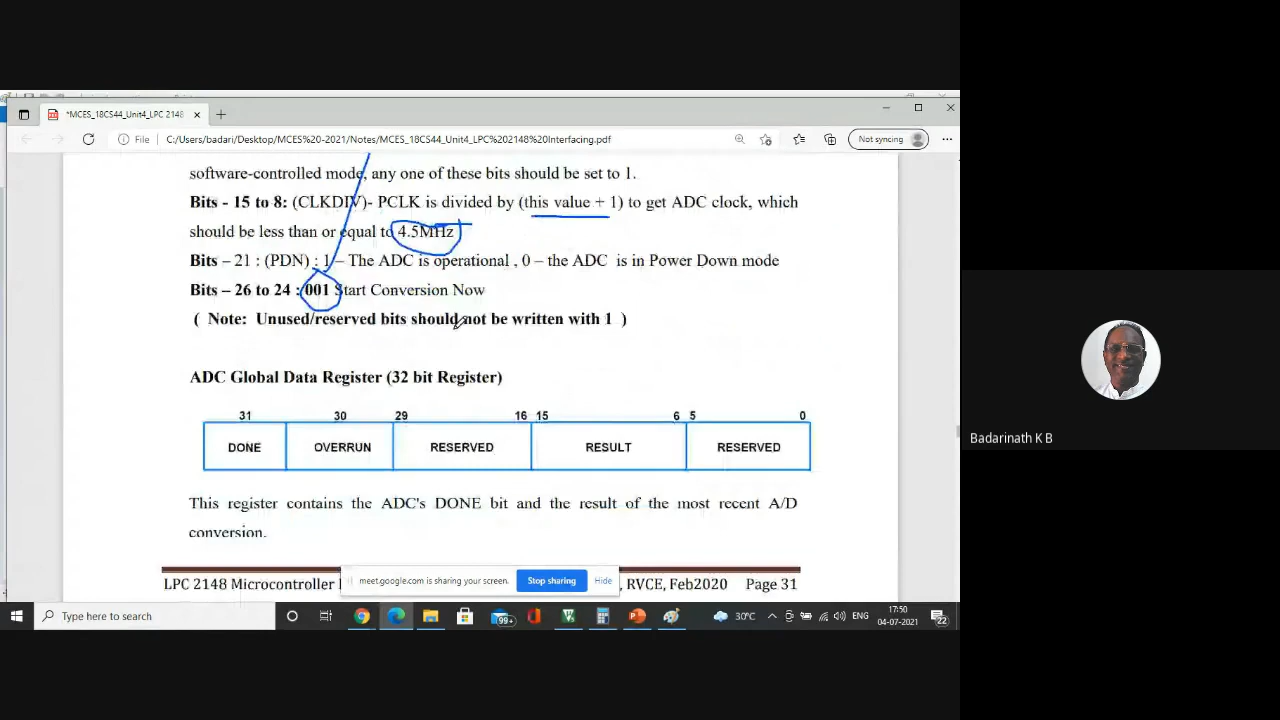 *MCES_18CS44_Unit4_LPC 2148
File C:/Users/badari/Desktop/MCES%20-2021/Notes/MCES_18CS44_Unit4_LPC%202148%20Interfacing.pdf Not syncing
software-controlled mode, any one of these bits should be set to 1.
Bits - 15 to 8: (CLKDIV)- PCLK is divided by (this value + 1) to get ADC clock, which
should be less than or equal to 4.5MHz
Bits – 21 : (PDN) : 1 – The ADC is operational , 0 – the ADC is in Power Down mode
Bits – 26 to 24 : 001 Start Conversion Now
( Note: Unused/reserved bits should not be written with 1 )
ADC Global Data Register (32 bit Register)
31 30 29 16 15 6 5 0
DONE OVERRUN RESERVED RESULT RESERVED
This register contains the ADC's DONE bit and the result of the most recent A/D
conversion.
LPC 2148 Microcontroller , RVCE, Feb2020 Page 31
meet.google.com is sharing your screen. Stop sharing Hide
Type here to search 99+ 30°C ENG 17:50
04-07-2021 22
Badarinath K B